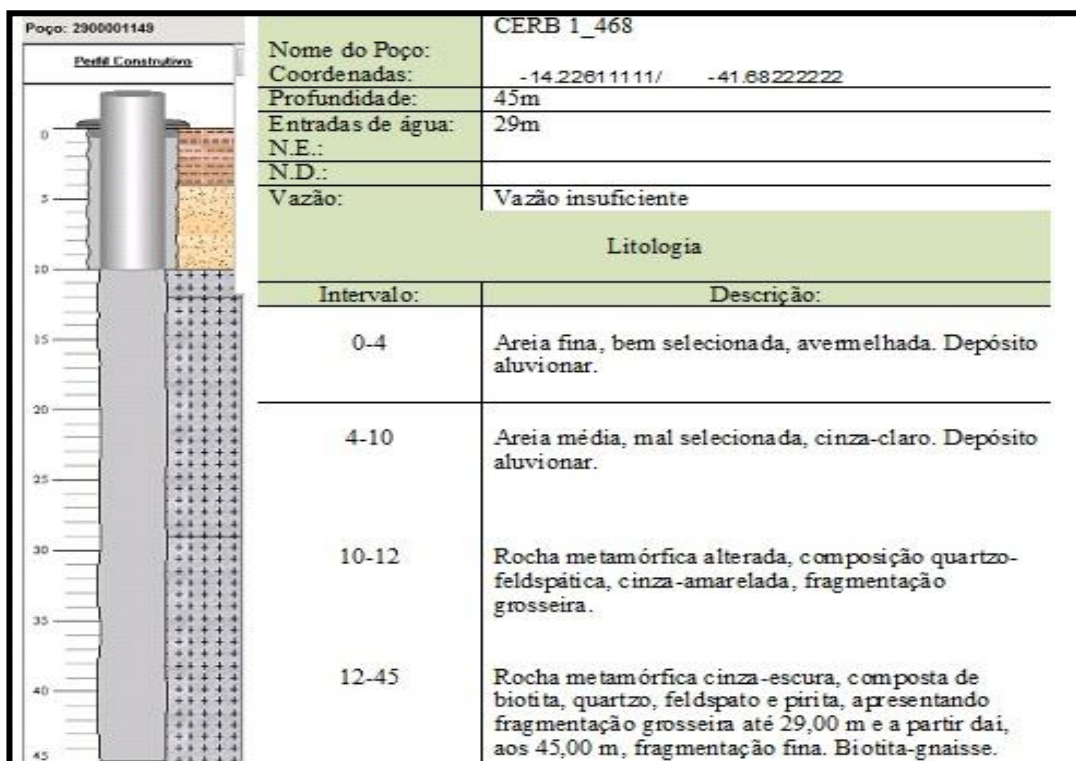 Poço: 2900001149
Perfil Construtivo
0
5
10
15
20
25
30
35
40
45
Nome do Poço: CERB 1_468
Coordenadas: -14.22611111/ -41.68222222
Profundidade: 45m
Entradas de água: 29m
N.E.:
N.D.:
Vazão: Vazão insuficiente
Litologia
Intervalo: Descrição:
0-4 Areia fina, bem selecionada, avermelhada. Depósito
aluvionar.
4-10 Areia média, mal selecionada, cinza-claro. Depósito
aluvionar.
10-12 Rocha metamórfica alterada, composição quartzo-
feldspática, cinza-amarelada, fragmentação
grosseira.
12-45 Rocha metamórfica cinza-escura, composta de
biotita, quartzo, feldspato e pirita, apresentando
fragmentação grosseira até 29,00 m e a partir daí,
aos 45,00 m, fragmentação fina. Biotita-gnaisse.